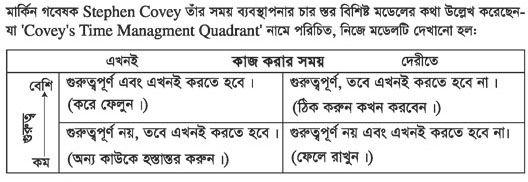 মার্কিন গবেষক Stephen Covey তাঁর সময় ব্যবস্থাপনার চার স্তর বিশিষ্ট মডেলের কথা উল্লেখ করেছেন-
যা 'Covey's Time Managment Quadrant' নামে পরিচিত, নিজে মডেলটি দেখানো হল:
এখনই কাজ করার সময় দেরীতে
বেশি
গুরুত্ব
কম
গুরুত্বপূর্ণ এবং এখনই করতে হবে।
(করে ফেলুন।)
গুরুত্বপূর্ণ, তবে এখনই করতে হবে না।
(ঠিক করুন কখন করবেন।)
গুরুত্বপূর্ণ নয়, তবে এখনই করতে হবে।
(অন্য কাউকে হস্তান্তর করুন।)
গুরুত্বপূর্ণ নয় এবং এখনই করতে হবে না।
(ফেলে রাখুন।)